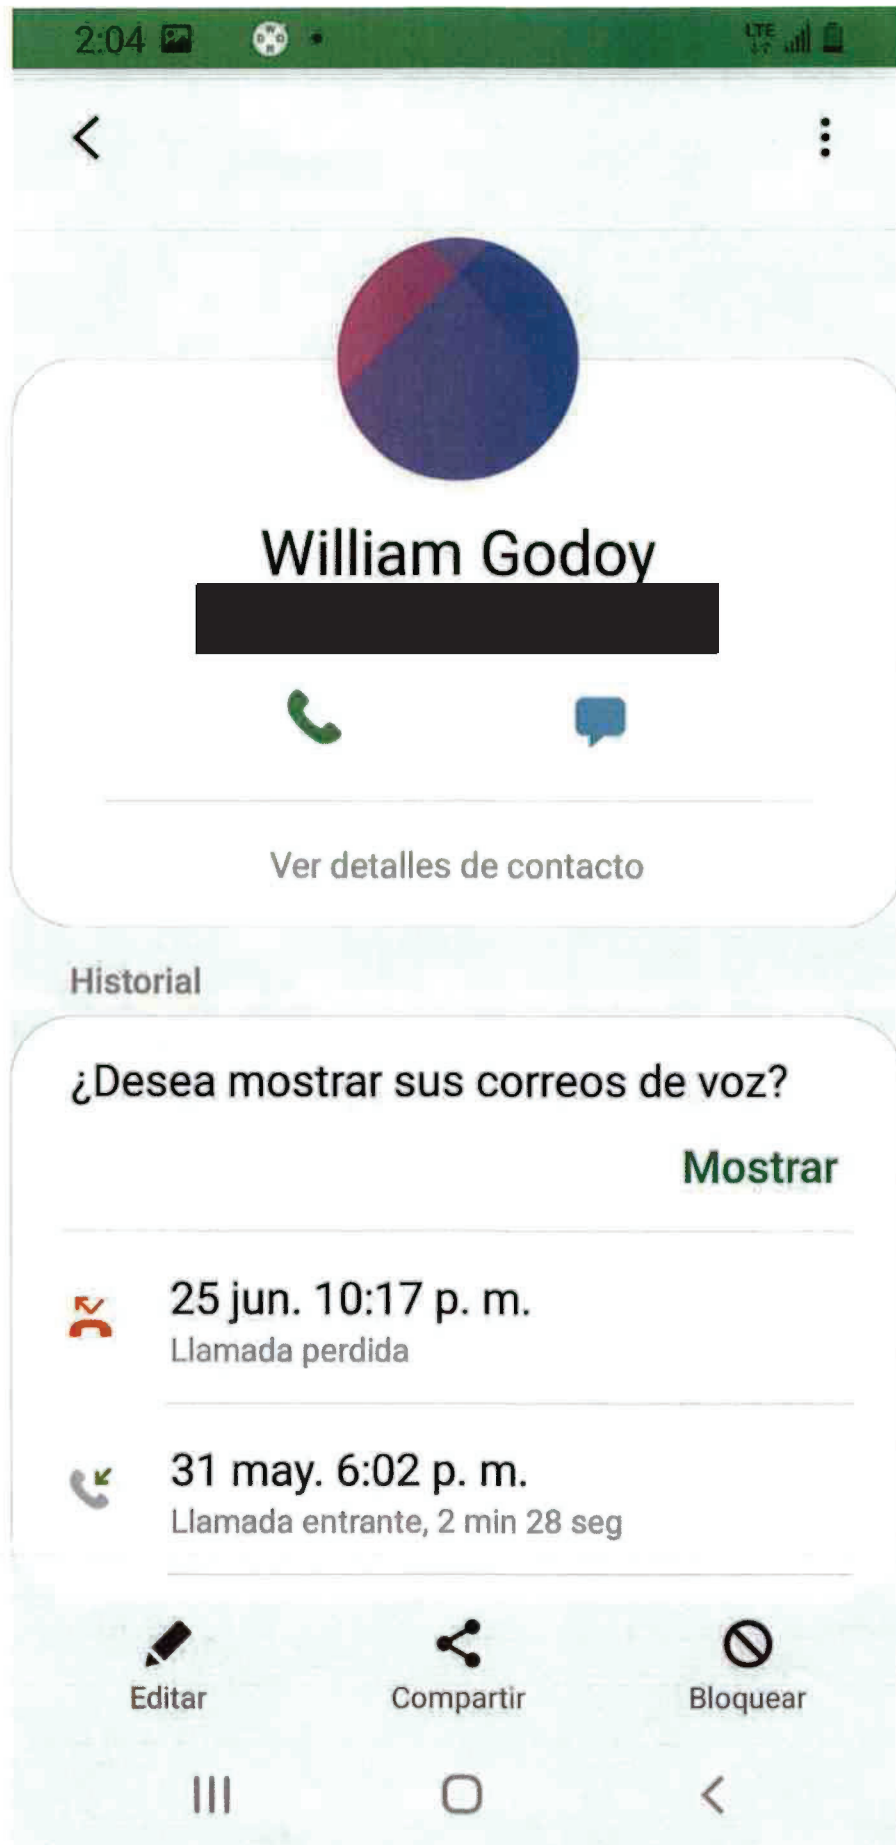 2:04
LTE
William Godoy
Ver detalles de contacto
Historial
¿Desea mostrar sus correos de voz?
Mostrar
25 jun. 10:17 p. m.
Llamada perdida
31 may. 6:02 p. m.
Llamada entrante, 2 min 28 seg
Editar
Compartir
Bloquear